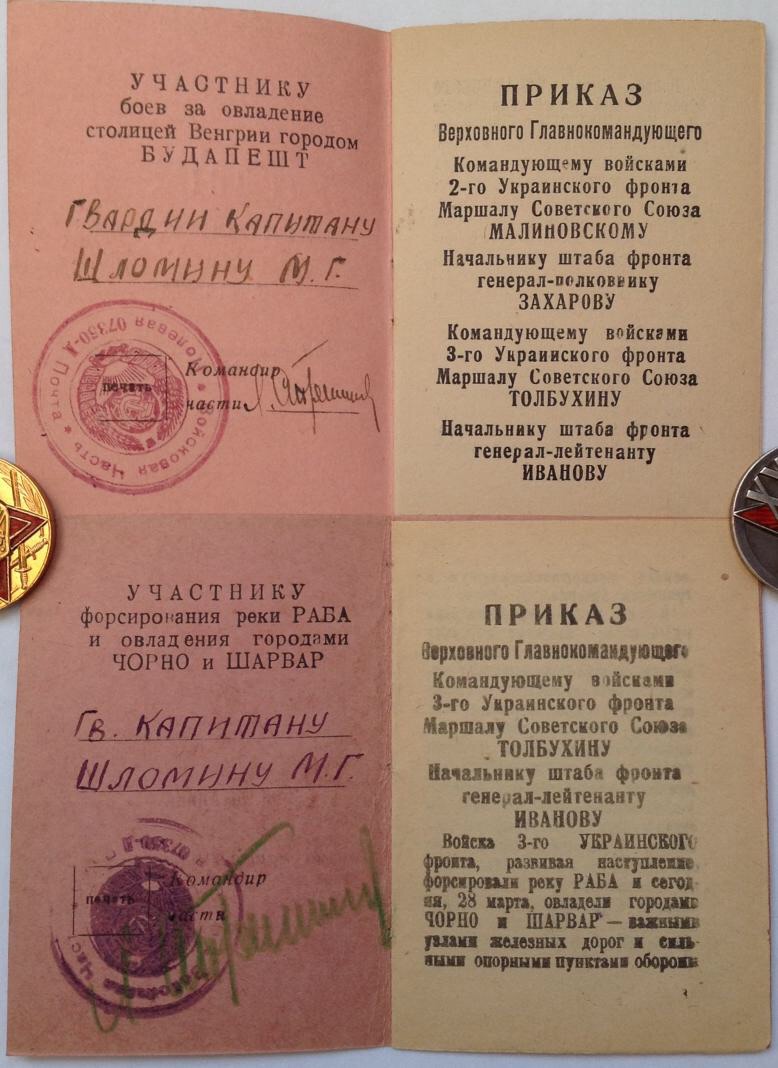 УЧАСТНИКУ
боев за овладение
столицей Венгрии городом
БУДАПЕШТ
ГВАРДИИ КАПИТАНУ
ШЛОМИНУ М.Г.
Войсковая Часть * Полевая Почта 07350-Д *
печать
Командир
части
ПРИКАЗ
Верховного Главнокомандующего
Командующему войсками
2-го Украинского фронта
Маршалу Советского Союза
МАЛИНОВСКОМУ
Начальнику штаба фронта
генерал-полковнику
ЗАХАРОВУ
Командующему войсками
3-го Украинского фронта
Маршалу Советского Союза
ТОЛБУХИНУ
Начальнику штаба фронта
генерал-лейтенанту
ИВАНОВУ
УЧАСТНИКУ
форсирования реки РАБА
и овладения городами
ЧОРНО и ШАРВАР
ГВ. КАПИТАНУ
ШЛОМИНУ М.Г.
печать
Командир
части
ПРИКАЗ
Верховного Главнокомандующего
Командующему войсками
3-го Украинского фронта
Маршалу Советского Союза
ТОЛБУХИНУ
Начальнику штаба фронта
генерал-лейтенанту
ИВАНОВУ
Войска 3-го УКРАИНСКОГО
фронта, развивая наступление,
форсировали реку РАБА и сегод-
ня, 28 марта, овладели городами
ЧОРНО и ШАРВАР — важными
узлами железных дорог и силь-
ными опорными пунктами обороны